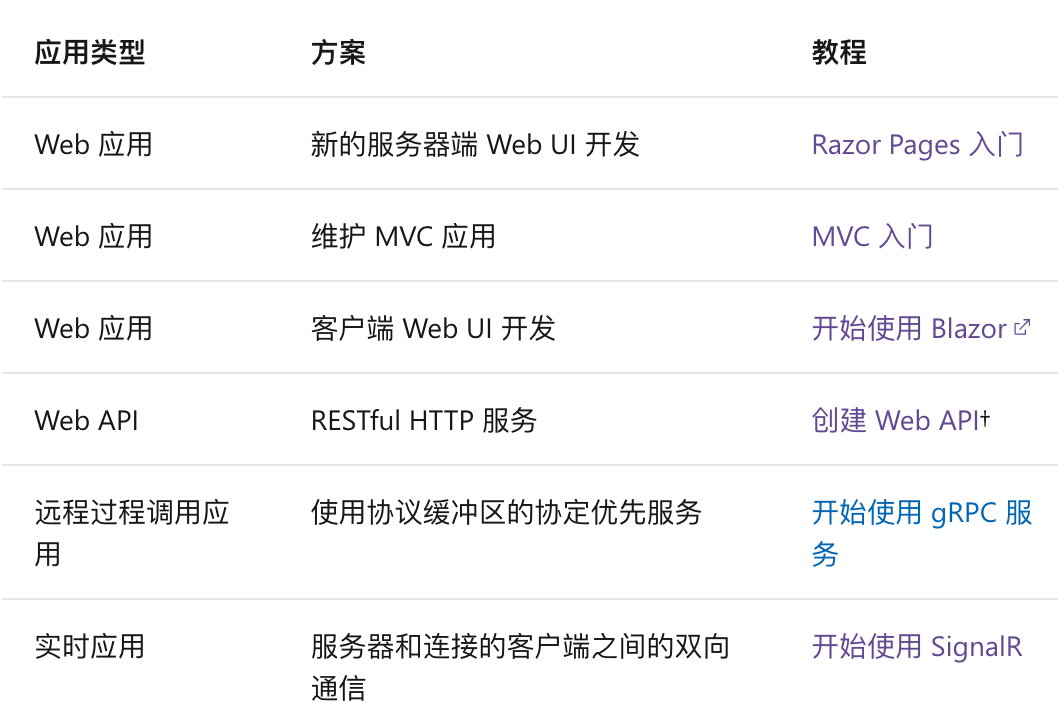 应用类型 方案 教程
Web 应用 新的服务器端 Web UI 开发 Razor Pages 入门
Web 应用 维护 MVC 应用 MVC 入门
Web 应用 客户端 Web UI 开发 开始使用 Blazor
Web API RESTful HTTP 服务 创建 Web API†
远程过程调用应 使用协议缓冲区的协定优先服务 开始使用 gRPC 服
用 务
实时应用 服务器和连接的客户端之间的双向 开始使用 SignalR
通信